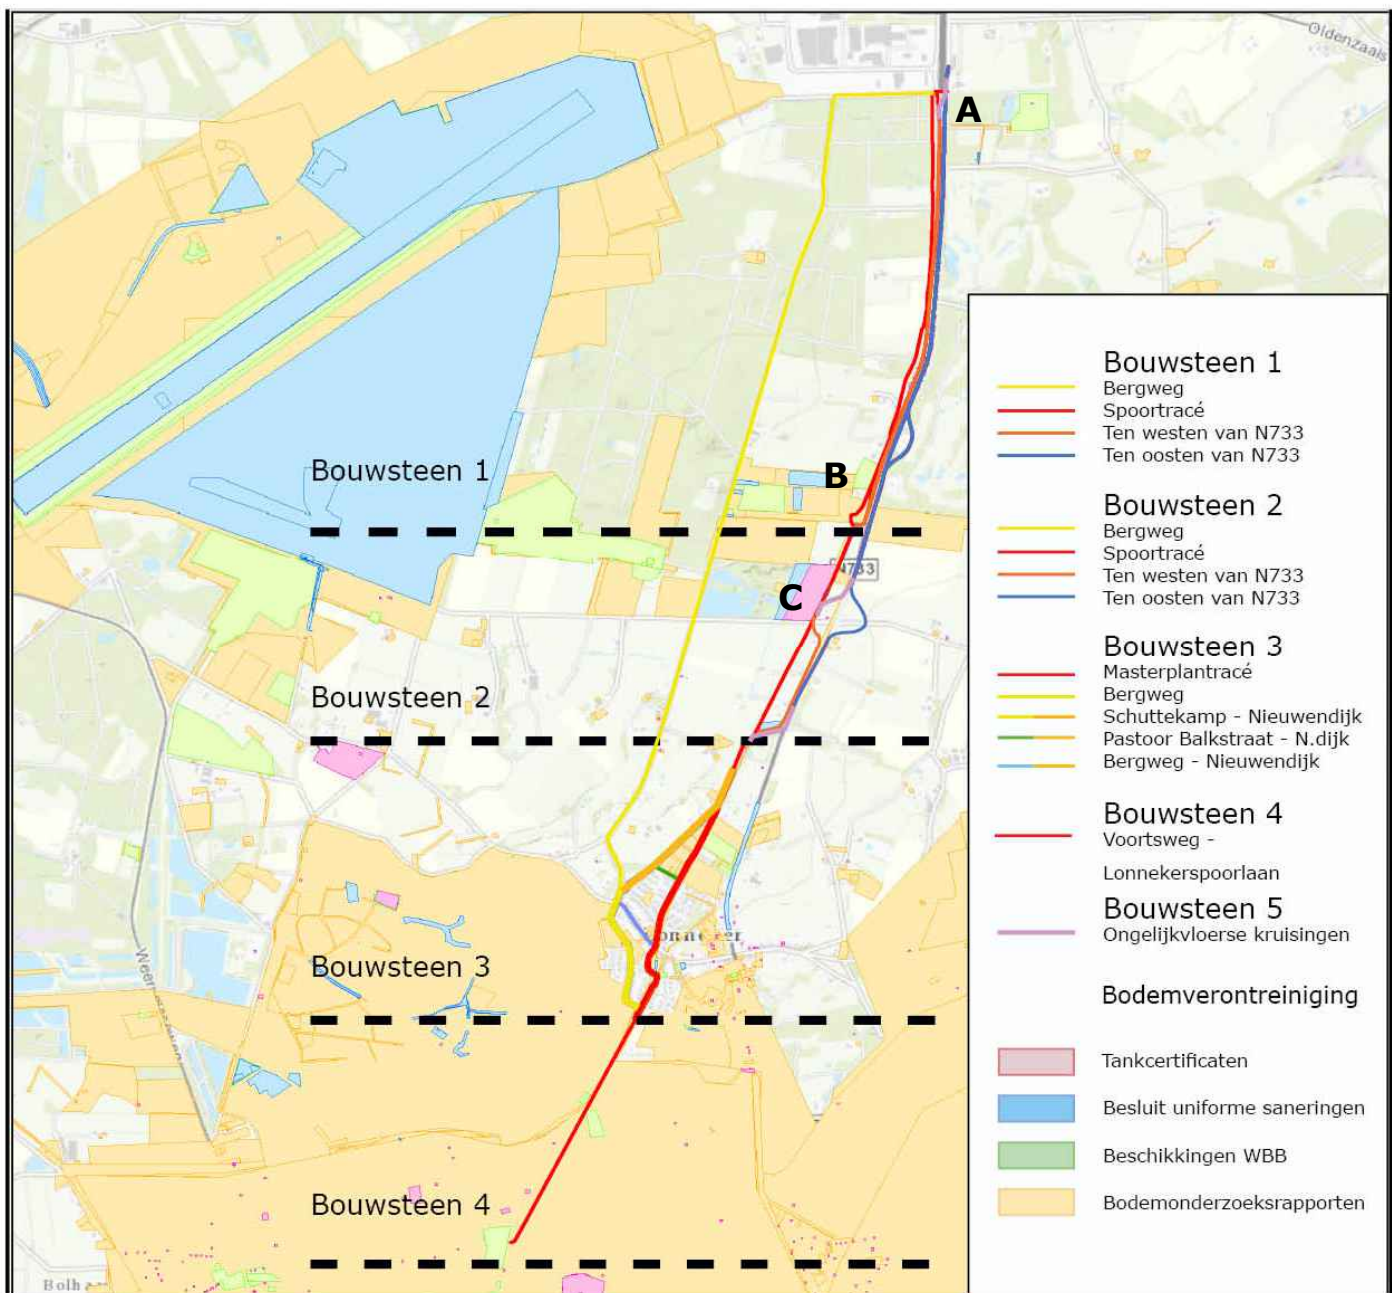 Oldenzaals
A
Bouwsteen 1
B
N733
C
Bouwsteen 2
Bouwsteen 3
Bouwsteen 4
Bouwsteen 1
Bergweg
Spoortracé
Ten westen van N733
Ten oosten van N733
Bouwsteen 2
Bergweg
Spoortracé
Ten westen van N733
Ten oosten van N733
Bouwsteen 3
Masterplantracé
Bergweg
Schuttekamp - Nieuwendijk
Pastoor Balkstraat - N.dijk
Bergweg - Nieuwendijk
Bouwsteen 4
Voortsweg -
Lonnekerspoorlaan
Bouwsteen 5
Ongelijkvloerse kruisingen
Bodemverontreiniging
Tankcertificaten
Besluit uniforme saneringen
Beschikkingen WBB
Bodemonderzoeksrapporten